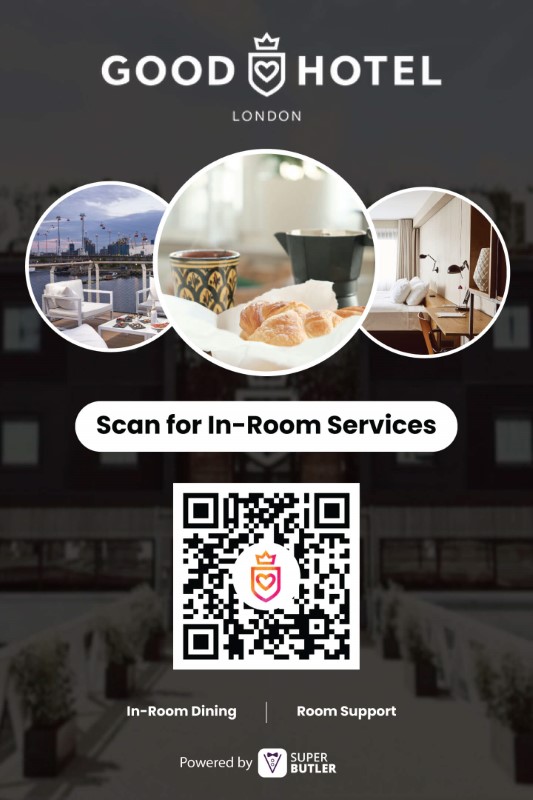 GOOD HOTEL
LONDON
Scan for In-Room Services
In-Room Dining | Room Support
Powered by SUPER BUTLER